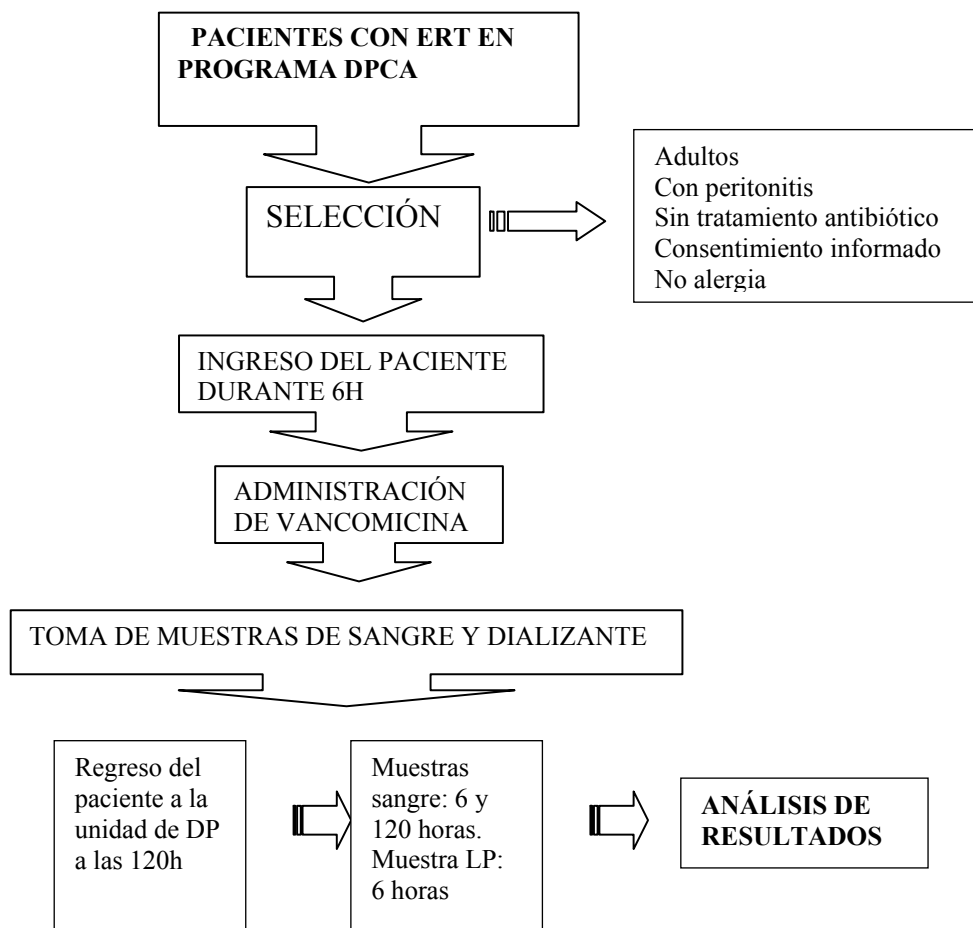 PACIENTES CON ERT EN
PROGRAMA DPCA
SELECCIÓN
Adultos
Con peritonitis
Sin tratamiento antibiótico
Consentimiento informado
No alergia
INGRESO DEL PACIENTE
DURANTE 6H
ADMINISTRACIÓN
DE VANCOMICINA
TOMA DE MUESTRAS DE SANGRE Y DIALIZANTE
Regreso del
paciente a la
unidad de DP
a las 120h
Muestras
sangre: 6 y
120 horas.
Muestra LP:
6 horas
ANÁLISIS DE
RESULTADOS